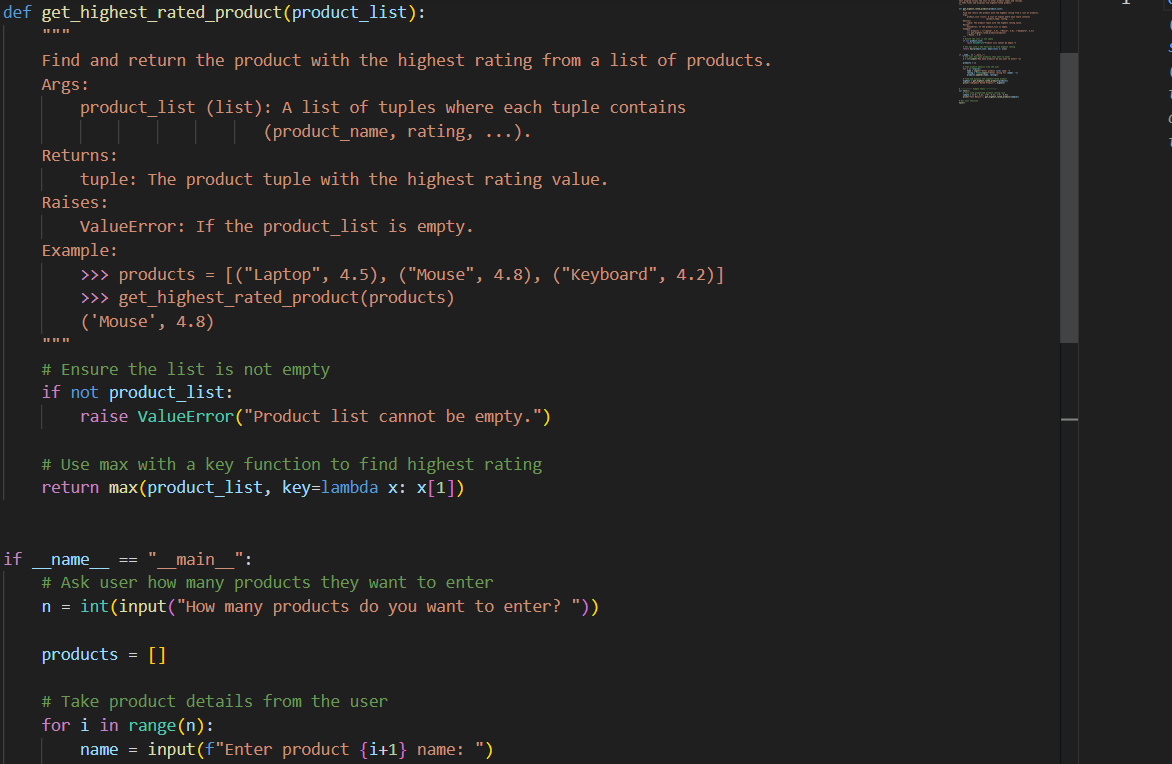 def get_highest_rated_product(product_list):
    """
    Find and return the product with the highest rating from a list of products.
    Args:
        product_list (list): A list of tuples where each tuple contains
                           (product_name, rating, ...).
    Returns:
        tuple: The product tuple with the highest rating value.
    Raises:
        ValueError: If the product_list is empty.
    Example:
        >>> products = [("Laptop", 4.5), ("Mouse", 4.8), ("Keyboard", 4.2)]
        >>> get_highest_rated_product(products)
        ('Mouse', 4.8)
    """
    # Ensure the list is not empty
    if not product_list:
        raise ValueError("Product list cannot be empty.")
    # Use max with a key function to find highest rating
    return max(product_list, key=lambda x: x[1])
if __name__ == "__main__":
    # Ask user how many products they want to enter
    n = int(input("How many products do you want to enter? "))
    products = []
    # Take product details from the user
    for i in range(n):
        name = input(f"Enter product {i+1} name: ")